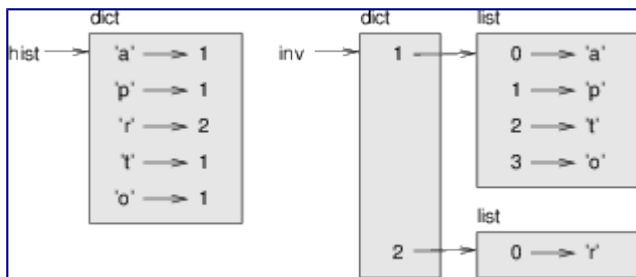 dict
hist
'a' 1
'p' 1
'r' 2
't' 1
'o' 1
dict
inv
1
2
list
0 'a'
1 'p'
2 't'
3 'o'
list
0 'r'